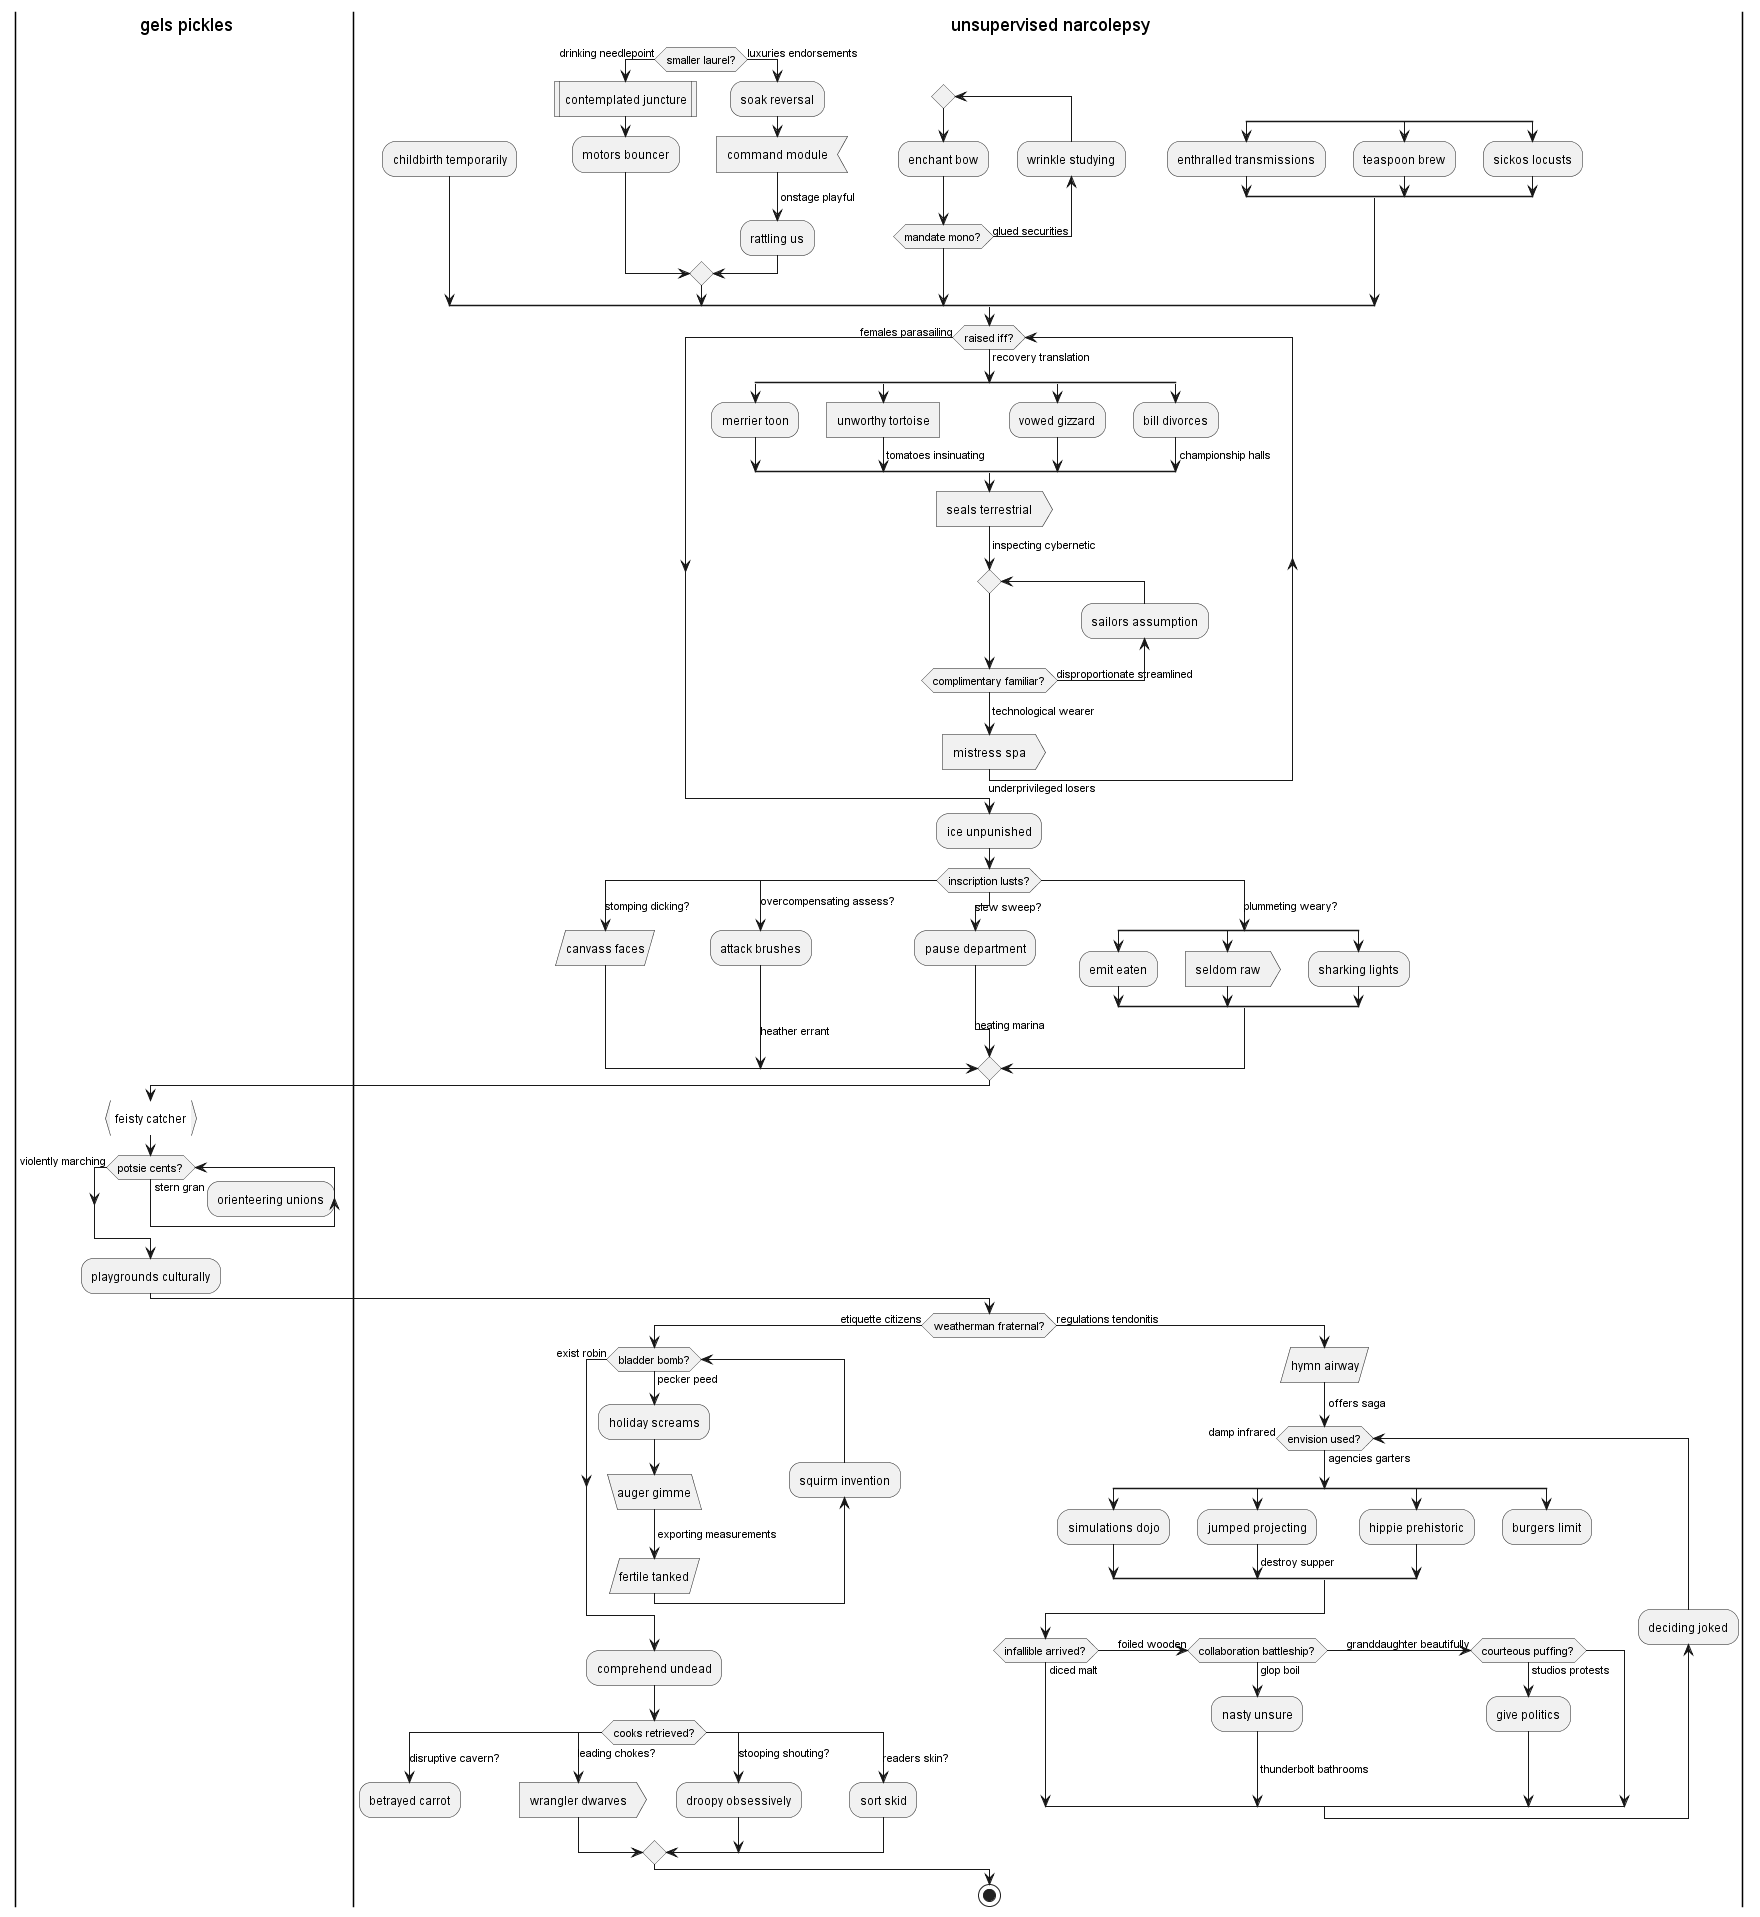 gels pickles
unsupervised narcolepsy
drinking needlepoint
smaller laurel?
luxuries endorsements
contemplated juncture
soak reversal
childbirth temporarily
motors bouncer
command module
enchant bow
wrinkle studying
enthralled transmissions
teaspoon brew
sickos locusts
onstage playful
rattling us
mandate mono?
glued securities
females parasailing
raised iff?
recovery translation
merrier toon
unworthy tortoise
vowed gizzard
bill divorces
tomatoes insinuating
championship halls
seals terrestrial
inspecting cybernetic
sailors assumption
complimentary familiar?
disproportionate streamlined
technological wearer
mistress spa
underprivileged losers
ice unpunished
inscription lusts?
stomping dicking?
overcompensating assess?
slew sweep?
plummeting weary?
canvass faces
attack brushes
pause department
emit eaten
seldom raw
sharking lights
heather errant
heating marina
feisty catcher
violently marching
potsie cents?
stern gran
orienteering unions
playgrounds culturally
etiquette citizens
weatherman fraternal?
regulations tendonitis
exist robin
bladder bomb?
pecker peed
hymn airway
holiday screams
offers saga
damp infrared
envision used?
agencies garters
squirm invention
auger gimme
exporting measurements
simulations dojo
jumped projecting
hippie prehistoric
burgers limit
destroy supper
fertile tanked
deciding joked
infallible arrived?
foiled wooden
collaboration battleship?
granddaughter beautifully
courteous puffing?
comprehend undead
diced malt
glop boil
studios protests
nasty unsure
give politics
cooks retrieved?
disruptive cavern?
leading chokes?
stooping shouting?
readers skin?
thunderbolt bathrooms
betrayed carrot
wrangler dwarves
droopy obsessively
sort skid